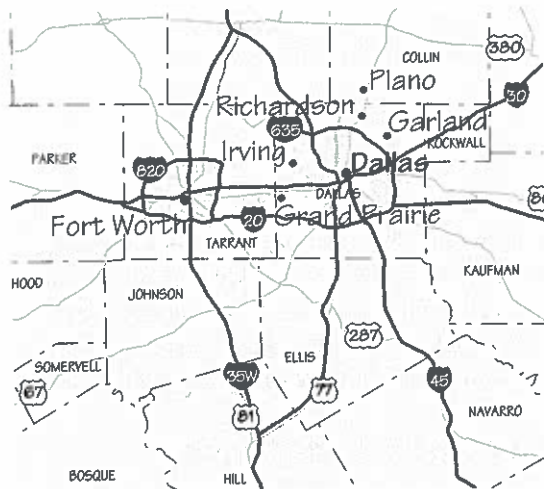 COLLIN
380
Plano
30
Richardson
635
Garland
ROCKWALL
PARKER
820
Irving
Dallas
DALLAS
Fort Worth
20
Grand Prairie
TARRANT
HOOD
KAUFMAN
JOHNSON
287
SOMERVELL
ELLIS
67
35W
77
45
81
NAVARRO
BOSQUE
HILL